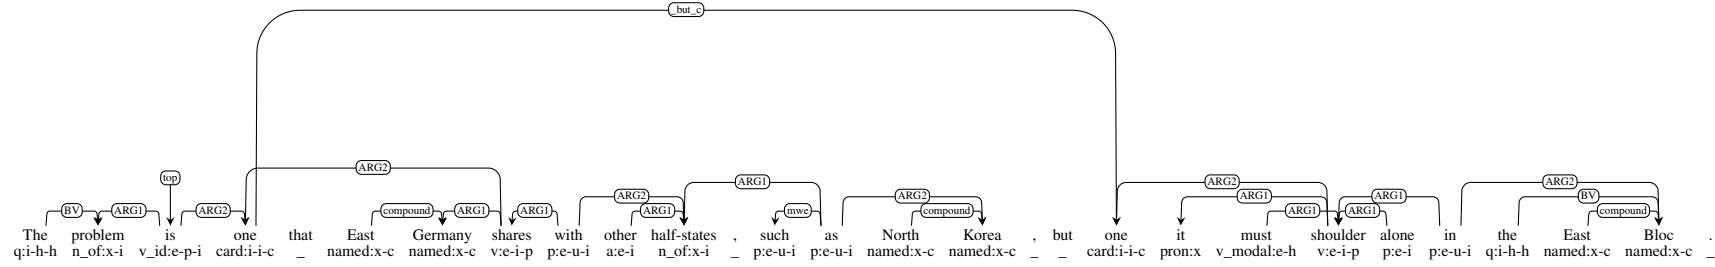 _but_c
ARG2
top
ARG1 ARG2
ARG2 ARG2 ARG2
ARG1 BV
BV ARG1 ARG2 compound ARG1 ARG1 ARG1 mwe compound ARG1 ARG1 ARG1 compound
The problem is one that East Germany shares with other half-states , such as North Korea , but one it must shoulder alone in the East Bloc .
q:i-h-h n_of:x-i v_id:e-p-i card:i-i-c _ named:x-c named:x-c v:e-i-p p:e-u-i a:e-i n_of:x-i _ p:e-u-i p:e-u-i named:x-c named:x-c _ _ card:i-i-c pron:x v_modal:e-h v:e-i-p p:e-i p:e-u-i q:i-h-h named:x-c named:x-c _